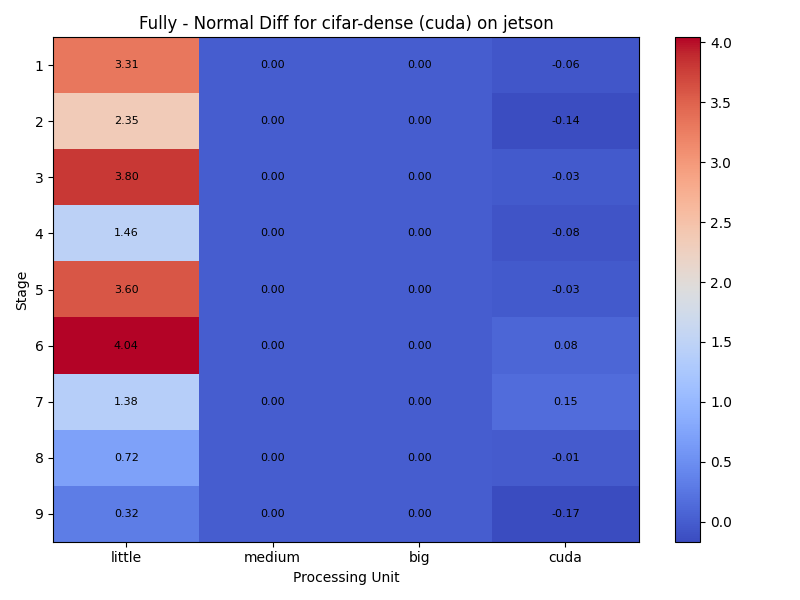 Fully - Normal Diff for cifar-dense (cuda) on jetson
1 3.31 0.00 0.00 -0.06
2 2.35 0.00 0.00 -0.14
3 3.80 0.00 0.00 -0.03
4 1.46 0.00 0.00 -0.08
5 3.60 0.00 0.00 -0.03
6 4.04 0.00 0.00 0.08
7 1.38 0.00 0.00 0.15
8 0.72 0.00 0.00 -0.01
9 0.32 0.00 0.00 -0.17
Stage
little medium big cuda
Processing Unit
4.0
3.5
3.0
2.5
2.0
1.5
1.0
0.5
0.0